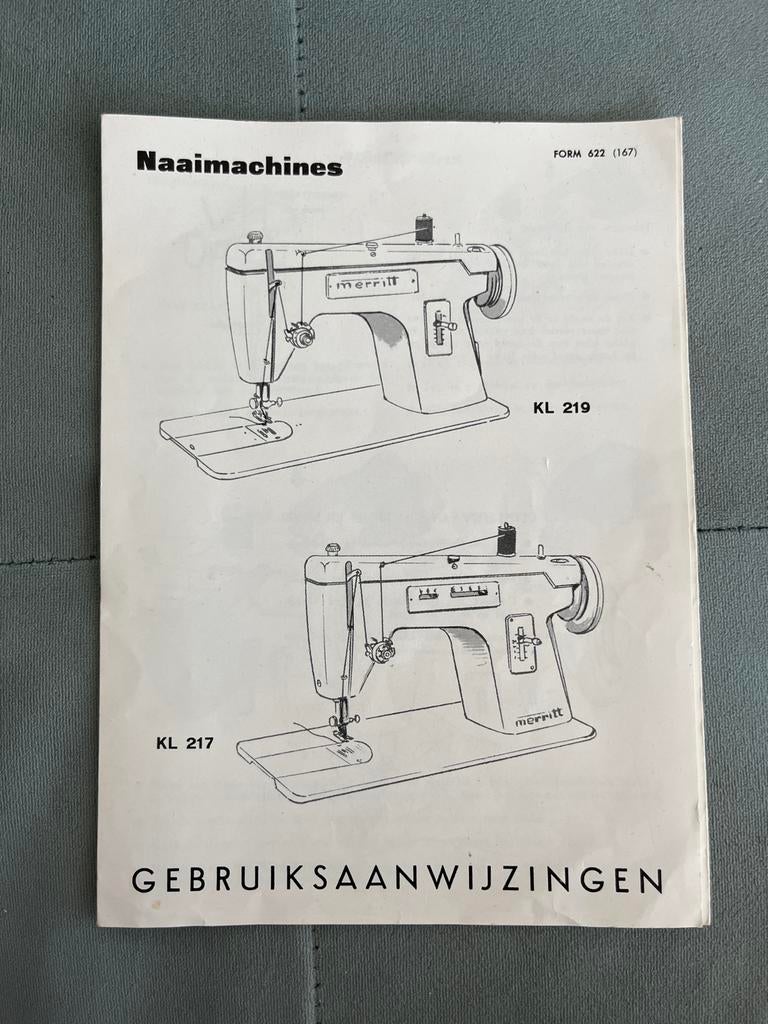 Naaimachines
FORM 622 (167)
merritt
KL 219
merritt
KL 217
GEBRUIKSAANWIJZINGEN